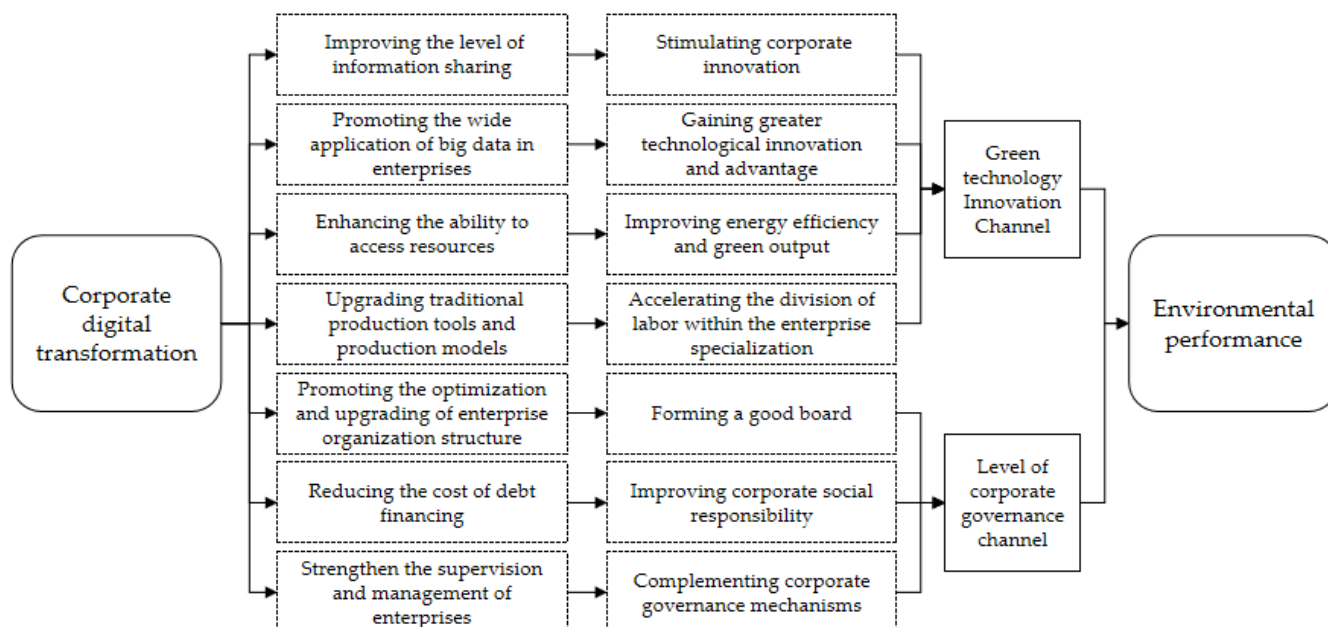 Improving the level of
information sharing
Stimulating corporate
innovation
Promoting the wide
application of big data in
enterprises
Gaining greater
technological innovation
and advantage
Green
technology
Innovation
Channel
Enhancing the ability to
access resources
Improving energy efficiency
and green output
Corporate
digital
transformation
Upgrading traditional
production tools and
production models
Accelerating the division of
labor within the enterprise
specialization
Environmental
performance
Promoting the optimization
and upgrading of enterprise
organization structure
Forming a good board
Reducing the cost of debt
financing
Improving corporate social
responsibility
Level of
corporate
governance
channel
Strengthen the supervision
and management of
enterprises
Complementing corporate
governance mechanisms